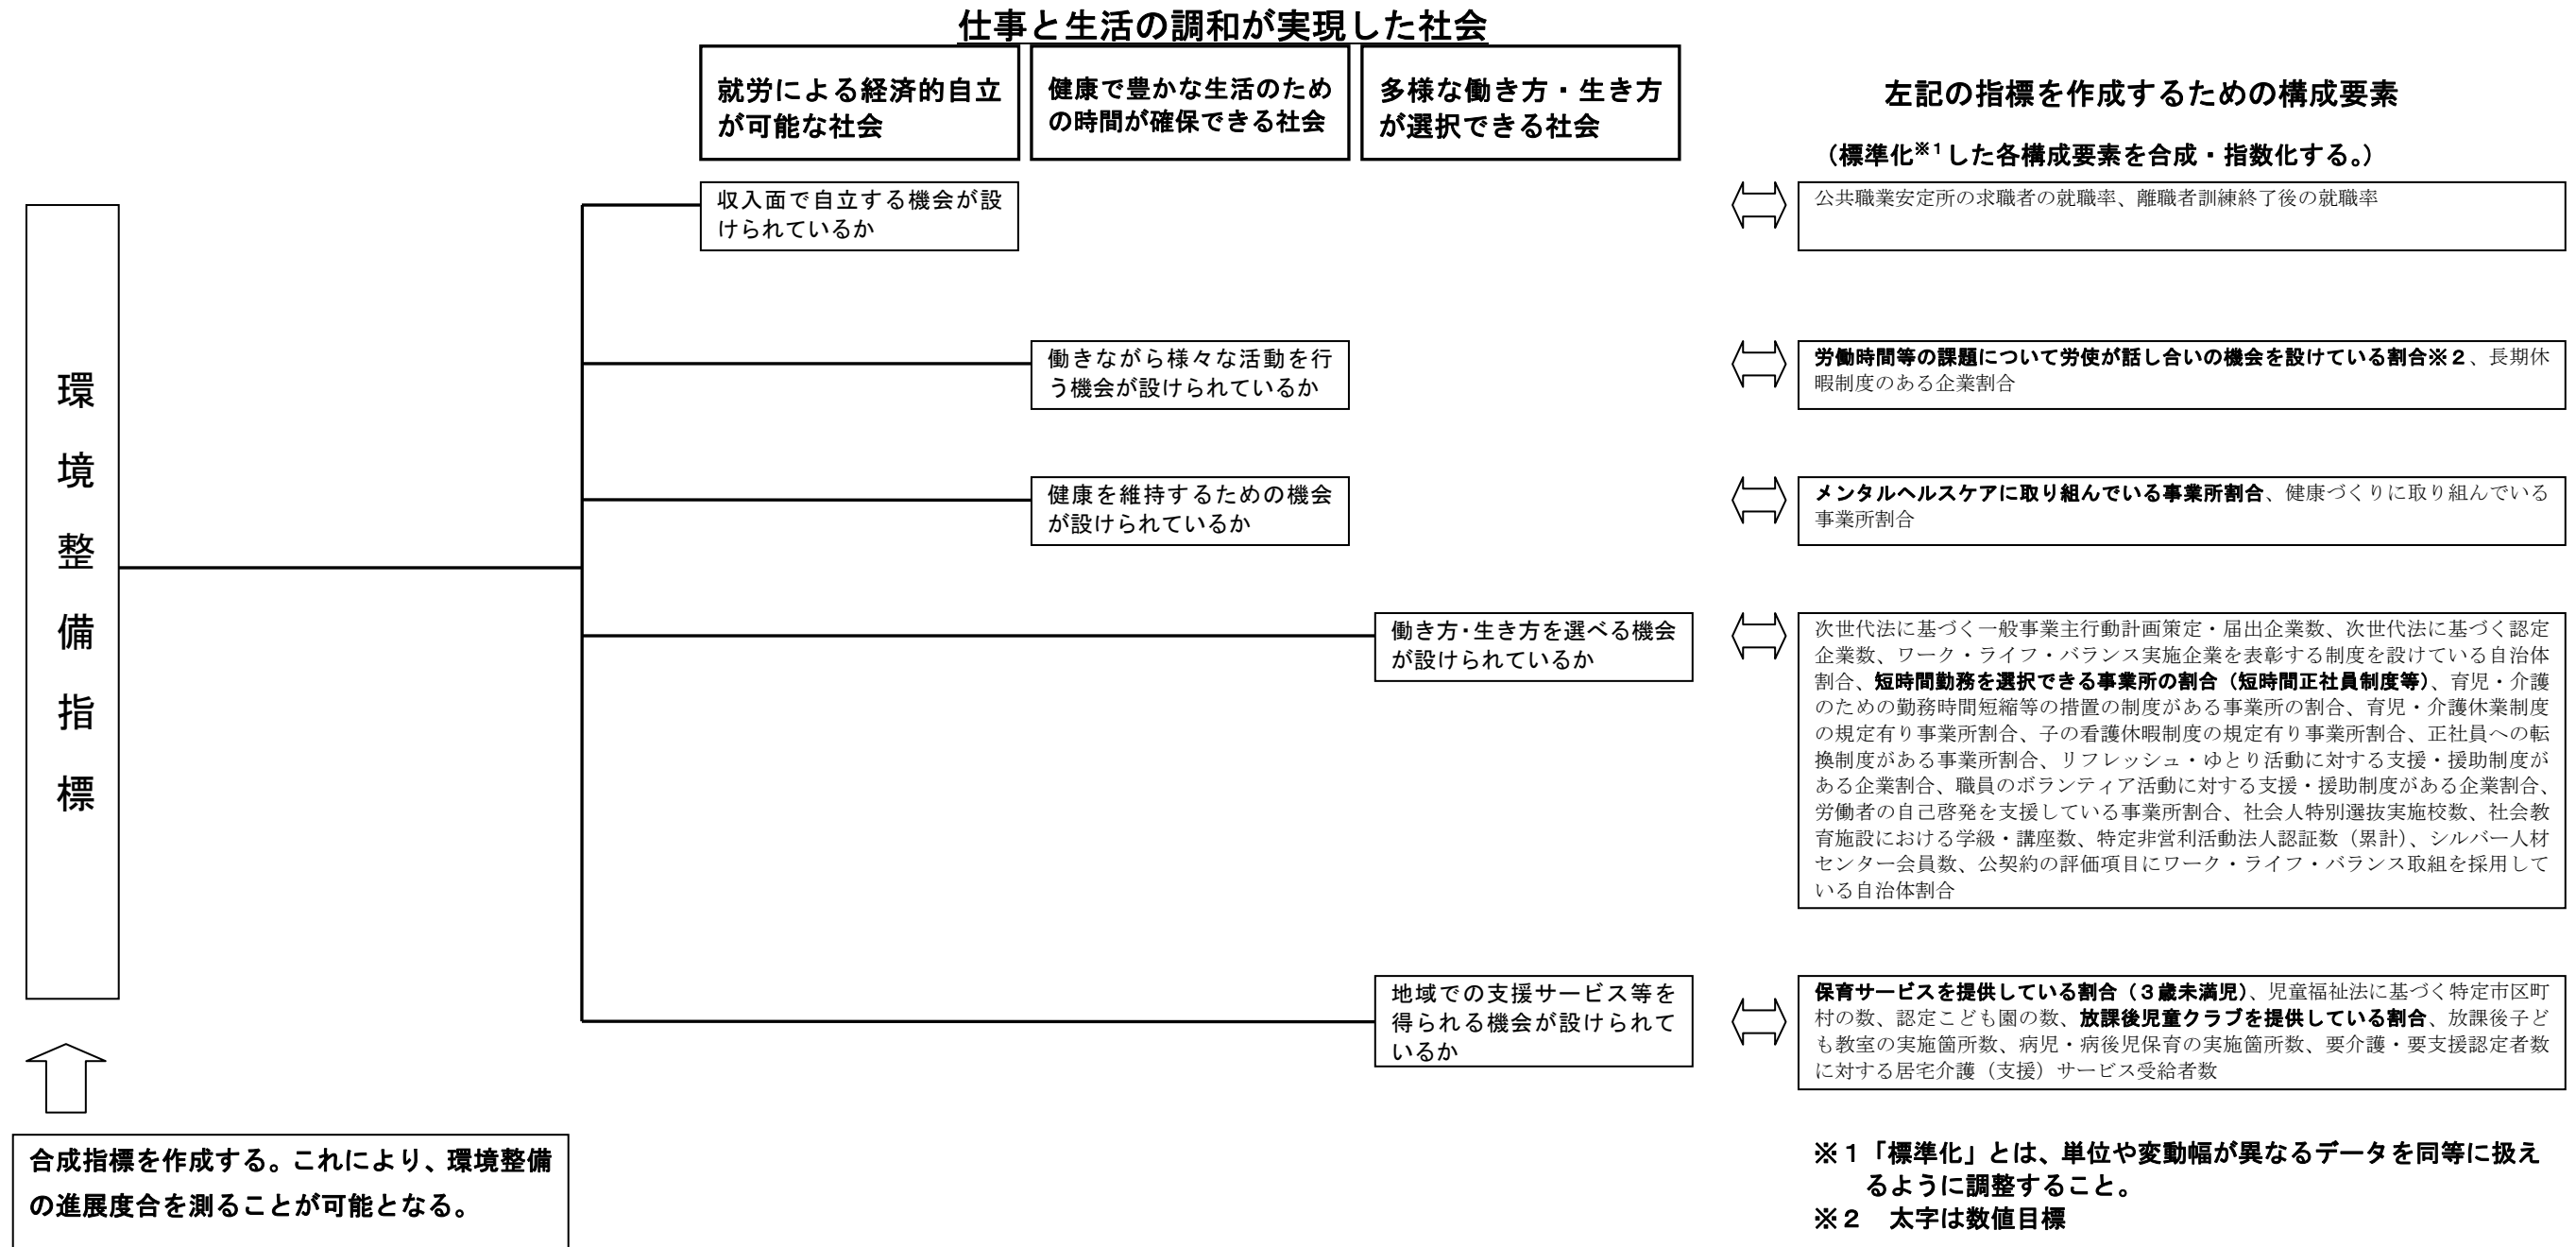 仕事と生活の調和が実現した社会
就労による経済的自立
が可能な社会
健康で豊かな生活のため
の時間が確保できる社会
多様な働き方・生き方
が選択できる社会
左記の指標を作成するための構成要素
（標準化※１した各構成要素を合成・指数化する。）
環境整備指標
収入面で自立する機会が設
けられているか
公共職業安定所の求職者の就職率、離職者訓練終了後の就職率
働きながら様々な活動を行
う機会が設けられているか
労働時間等の課題について労使が話し合いの機会を設けている割合※２、長期休
暇制度のある企業割合
健康を維持するための機会
が設けられているか
メンタルヘルスケアに取り組んでいる事業所割合、健康づくりに取り組んでいる
事業所割合
働き方・生き方を選べる機会
が設けられているか
次世代法に基づく一般事業主行動計画策定・届出企業数、次世代法に基づく認定
企業数、ワーク・ライフ・バランス実施企業を表彰する制度を設けている自治体
割合、短時間勤務を選択できる事業所の割合（短時間正社員制度等）、育児・介護
のための勤務時間短縮等の措置の制度がある事業所の割合、育児・介護休業制度
の規定有り事業所割合、子の看護休暇制度の規定有り事業所割合、正社員への転
換制度がある事業所割合、リフレッシュ・ゆとり活動に対する支援・援助制度が
ある企業割合、職員のボランティア活動に対する支援・援助制度がある企業割合、
労働者の自己啓発を支援している事業所割合、社会人特別選抜実施校数、社会教
育施設における学級・講座数、特定非営利活動法人認証数（累計）、シルバー人材
センター会員数、公契約の評価項目にワーク・ライフ・バランス取組を採用して
いる自治体割合
地域での支援サービス等を
得られる機会が設けられて
いるか
保育サービスを提供している割合（３歳未満児）、児童福祉法に基づく特定市区町
村の数、認定こども園の数、放課後児童クラブを提供している割合、放課後子ど
も教室の実施箇所数、病児・病後児保育の実施箇所数、要介護・要支援認定者数
に対する居宅介護（支援）サービス受給者数
合成指標を作成する。これにより、環境整備
の進展度合を測ることが可能となる。
※１「標準化」とは、単位や変動幅が異なるデータを同等に扱え
るように調整すること。
※２　太字は数値目標